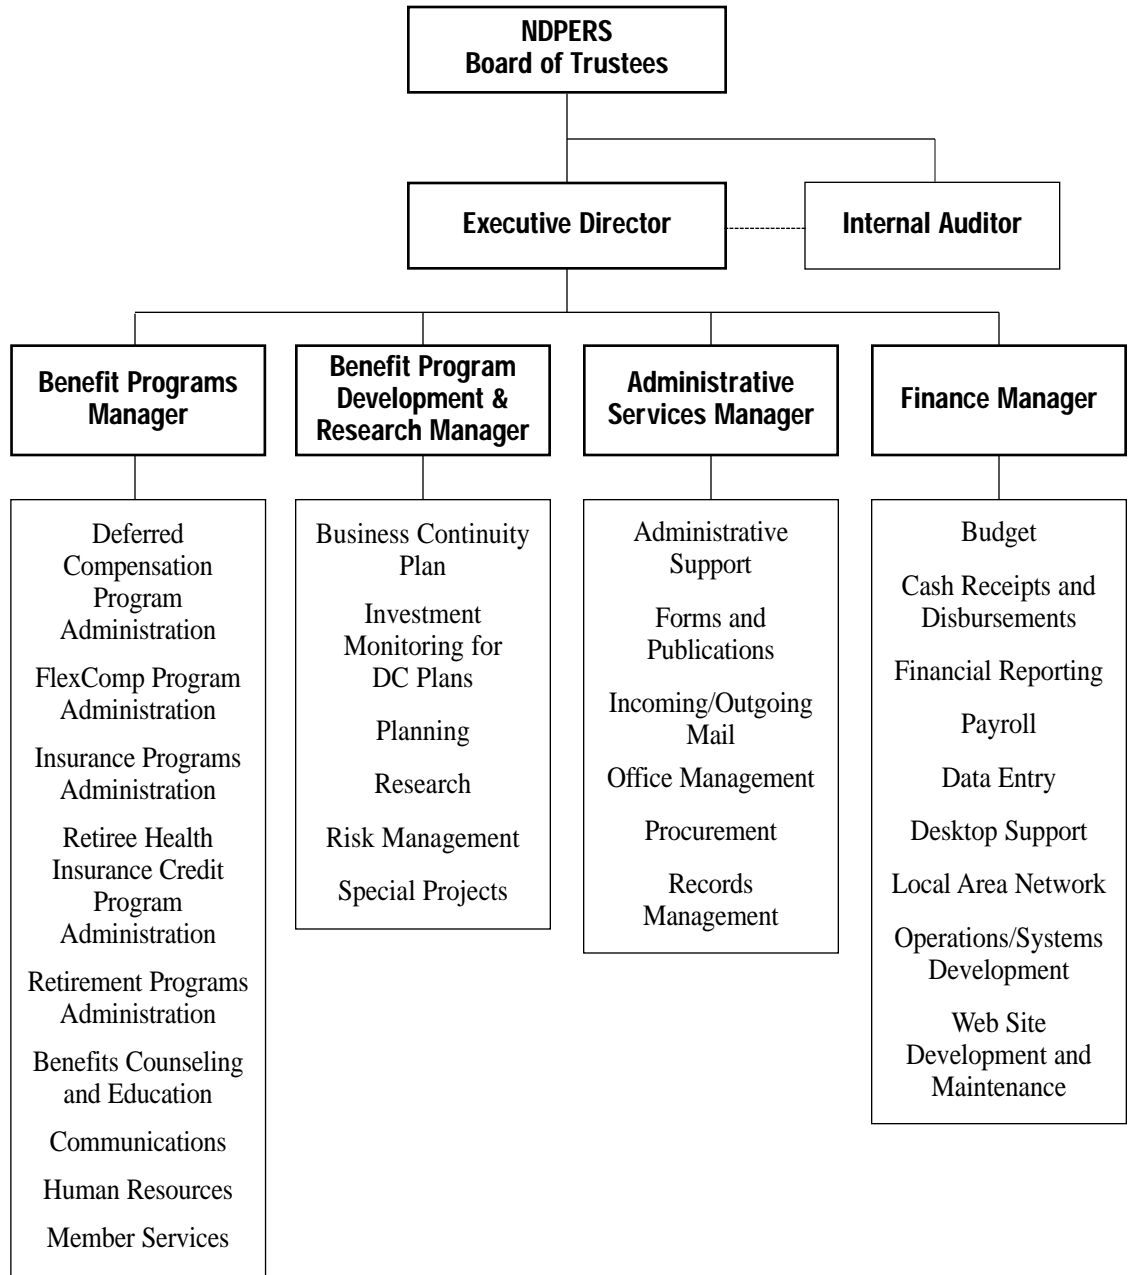 NDPERS
Board of Trustees
Executive Director
Internal Auditor
Benefit Programs
Manager
Benefit Program
Development &
Research Manager
Administrative
Services Manager
Finance Manager
Deferred
Compensation
Program
Administration
FlexComp Program
Administration
Insurance Programs
Administration
Retiree Health
Insurance Credit
Program
Administration
Retirement Programs
Administration
Benefits Counseling
and Education
Communications
Human Resources
Member Services
Business Continuity
Plan
Investment
Monitoring for
DC Plans
Planning
Research
Risk Management
Special Projects
Administrative
Support
Forms and
Publications
Incoming/Outgoing
Mail
Office Management
Procurement
Records
Management
Budget
Cash Receipts and
Disbursements
Financial Reporting
Payroll
Data Entry
Desktop Support
Local Area Network
Operations/Systems
Development
Web Site
Development and
Maintenance